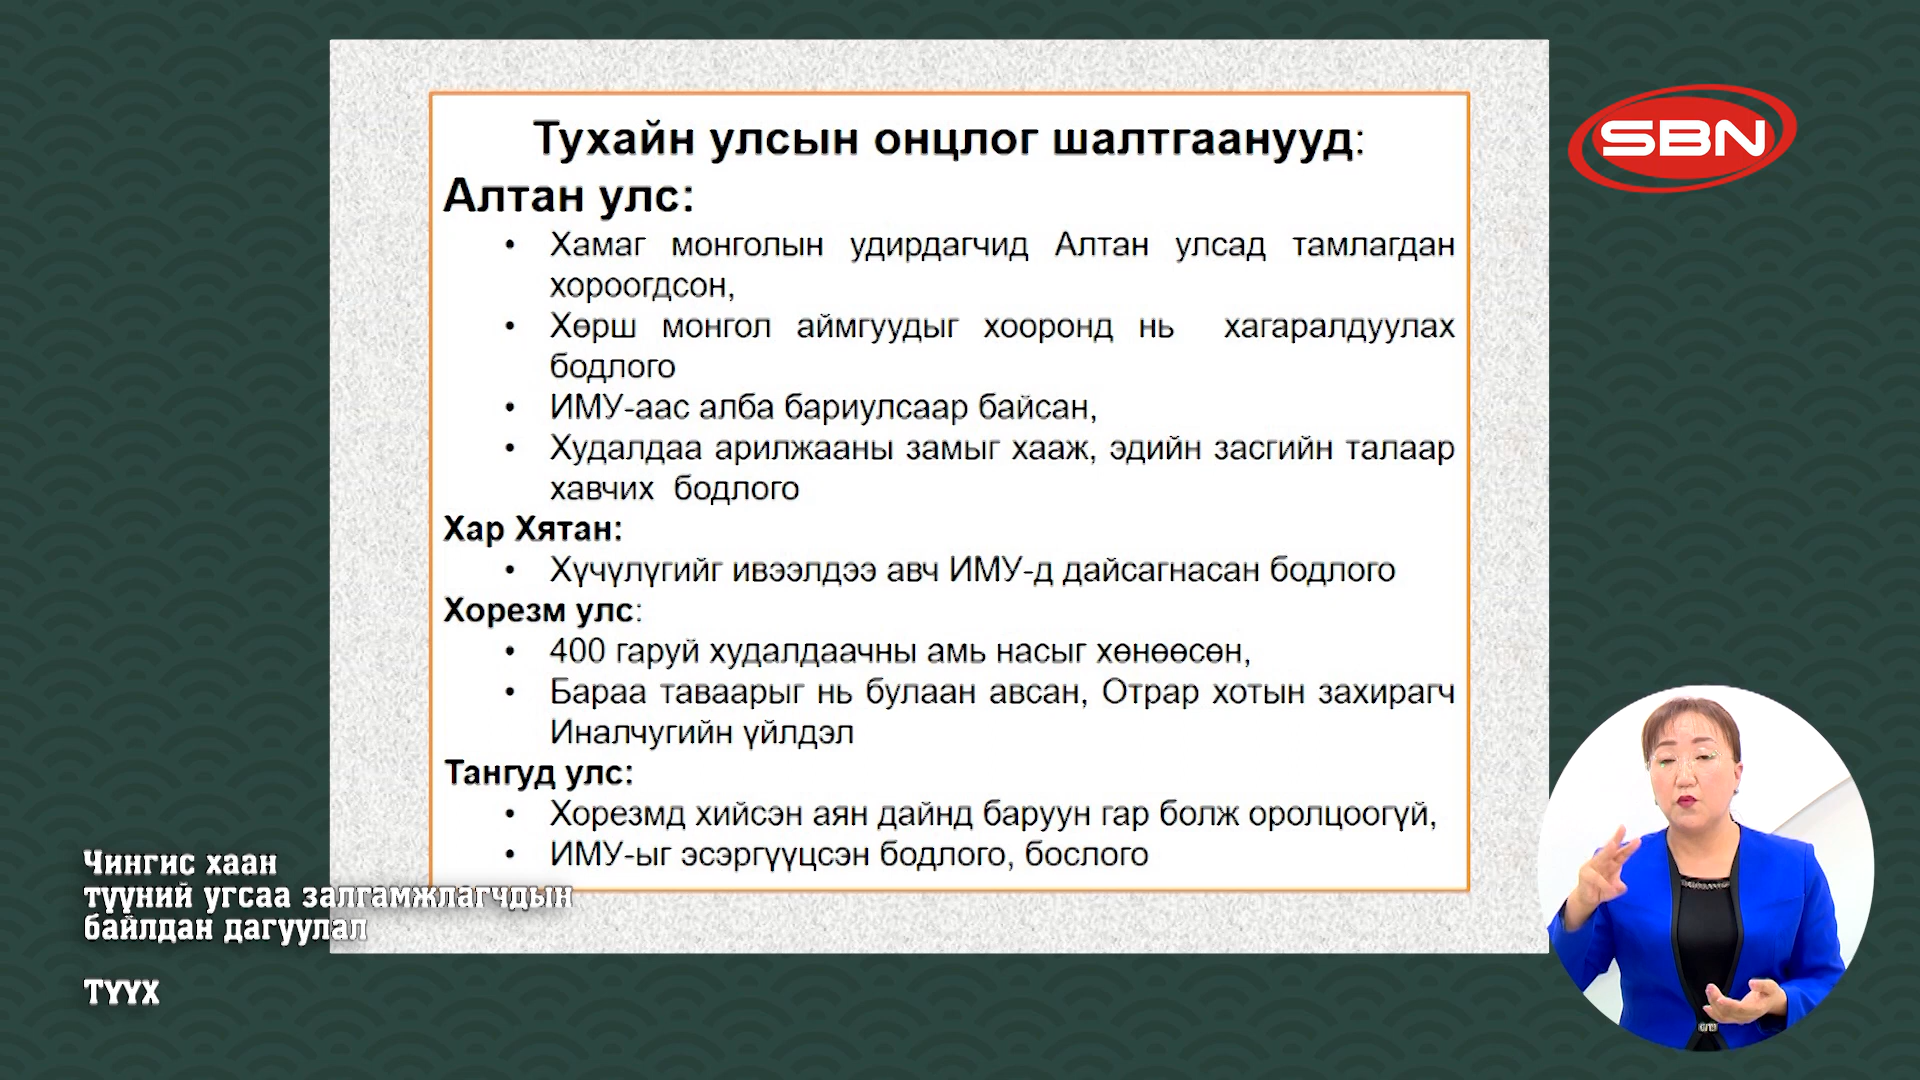 Тухайн улсын онцлог шалтгаанууд:
Алтан улс:
• Хамаг монголын удирдагчид Алтан улсад тамлагдан
хороогдсон,
• Хөрш монгол аймгуудыг хооронд нь хагаралдуулах
бодлого
• ИМУ-аас алба бариулсаар байсан,
• Худалдаа арилжааны замыг хааж, эдийн засгийн талаар
хавчих бодлого
Хар Хятан:
• Хүчүлүгийг ивээлдээ авч ИМУ-д дайсагнасан бодлого
Хорезм улс:
• 400 гаруй худалдаачны амь насыг хөнөөсөн,
• Бараа таваарыг нь булаан авсан, Отрар хотын захирагч
Иналчугийн үйлдэл
Тангуд улс:
• Хорезмд хийсэн аян дайнд баруун гар болж оролцоогүй,
• ИМУ-ыг эсэргүүцсэн бодлого, бослого
SBN
Чингис хаан
түүний угсаа залгамжлагчдын
байлдан дагуулал
ТҮҮХ